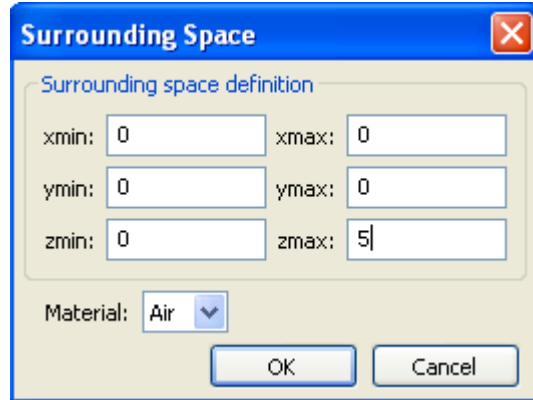 Surrounding Space
Surrounding space definition
xmin: 0 xmax: 0
ymin: 0 ymax: 0
zmin: 0 zmax: 5
Material: Air
OK Cancel